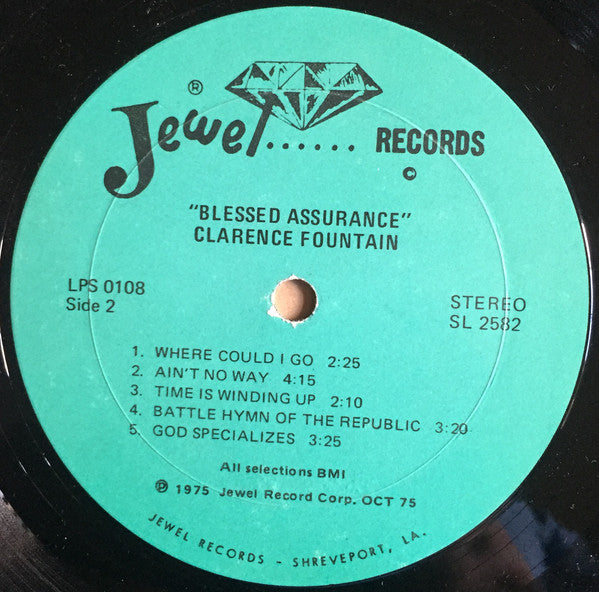 ®
Jewel...... RECORDS
©
"BLESSED ASSURANCE"
CLARENCE FOUNTAIN
LPS 0108
Side 2
STEREO
SL 2582
1. WHERE COULD I GO 2:25
2. AIN'T NO WAY 4:15
3. TIME IS WINDING UP 2:10
4. BATTLE HYMN OF THE REPUBLIC 3:20
5. GOD SPECIALIZES 3:25
All selections BMI
℗ 1975 Jewel Record Corp. OCT 75
JEWEL RECORDS - SHREVEPORT, LA.